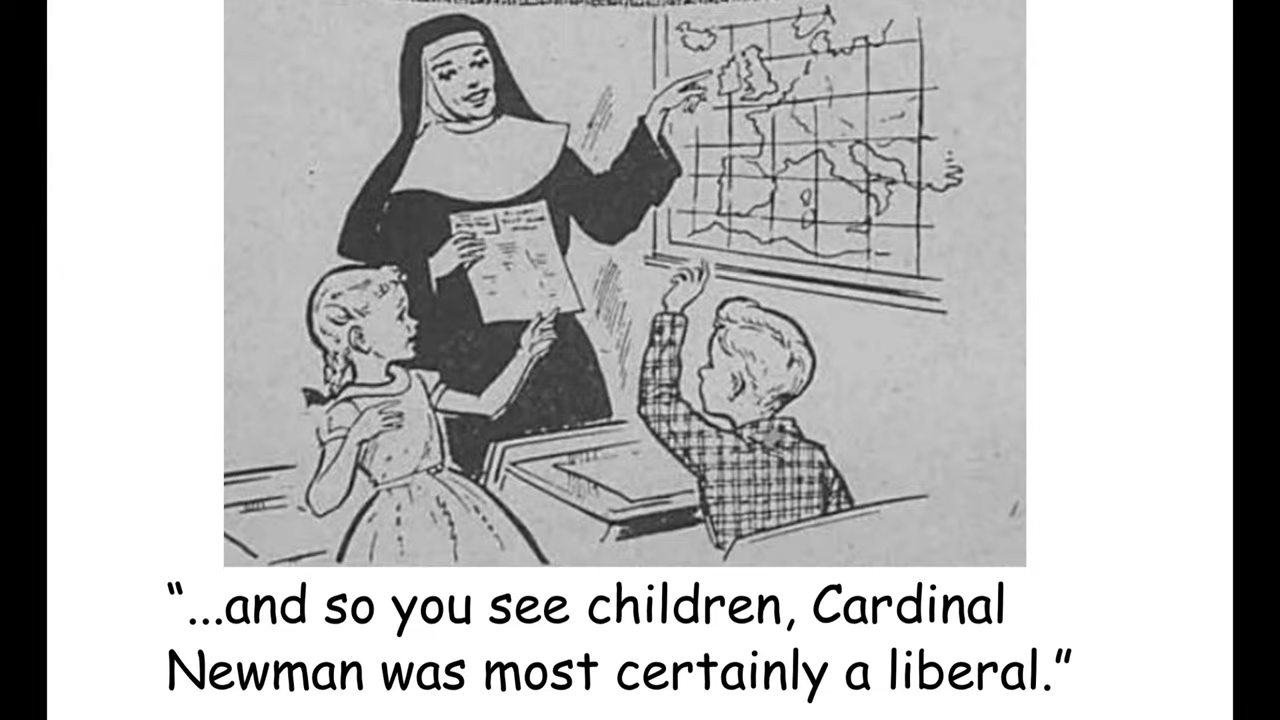 “...and so you see children, Cardinal
Newman was most certainly a liberal.”